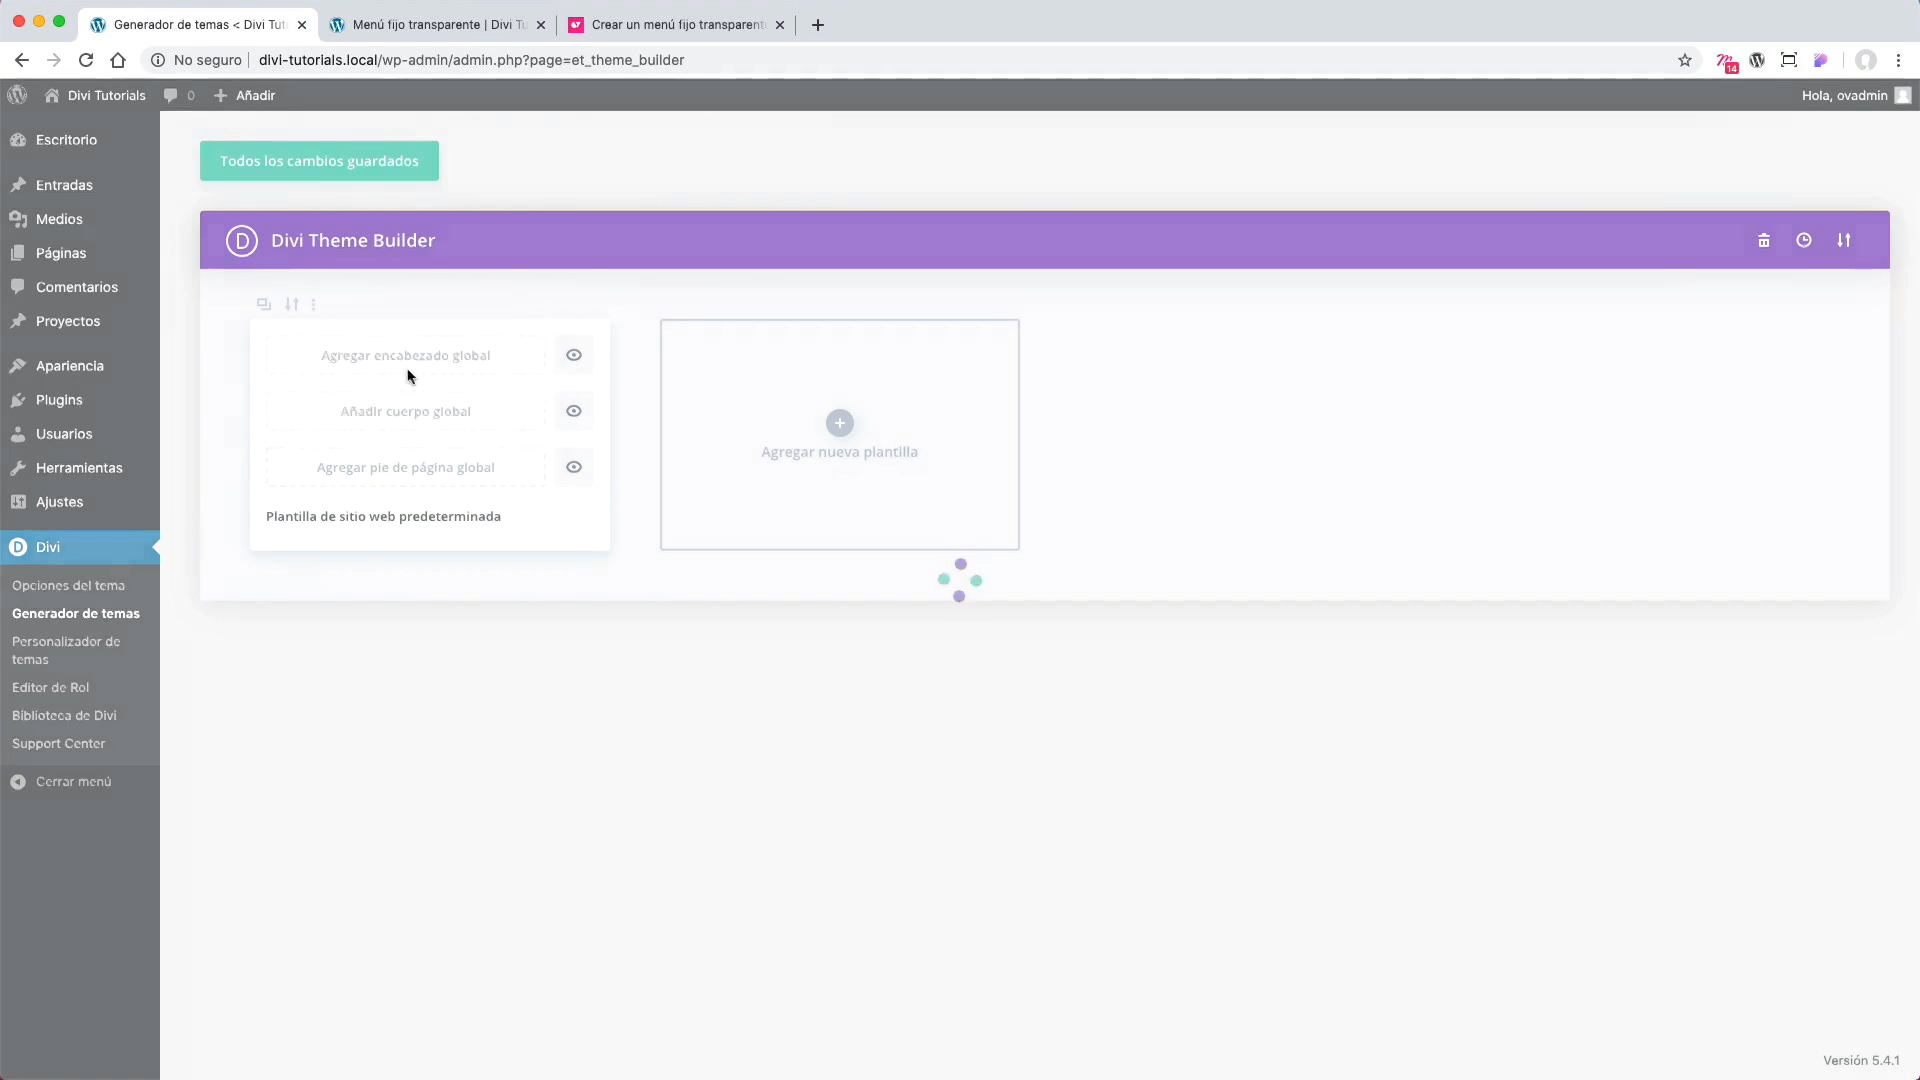 Generador de temas < Divi Tut
Menú fijo transparente | Divi Tu
Crear un menú fijo transparent
No seguro
divi-tutorials.local/wp-admin/admin.php?page=et_theme_builder
14
Divi Tutorials
0
Añadir
Hola, ovadmin
Escritorio
Entradas
Medios
Páginas
Comentarios
Proyectos
Apariencia
Plugins
Usuarios
Herramientas
Ajustes
Divi
Opciones del tema
Generador de temas
Personalizador de
temas
Editor de Rol
Biblioteca de Divi
Support Center
Cerrar menú
Todos los cambios guardados
D
Divi Theme Builder
Agregar encabezado global
Añadir cuerpo global
Agregar pie de página global
Plantilla de sitio web predeterminada
Agregar nueva plantilla
Versión 5.4.1